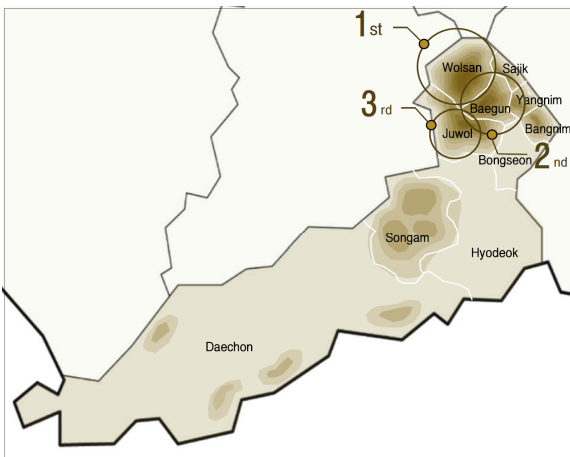 1st
Wolsan
Sajik
3rd
Baegun
Yangnim
Juwol
Bangnim
Bongseon
2nd
Songam
Hyodeok
Daechon